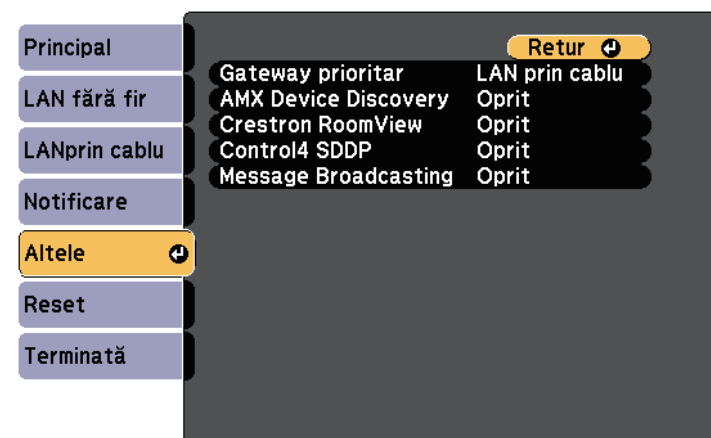 Principal
LAN fără fir
LANprin cablu
Notificare
Altele
Reset
Terminată
Retur
Gateway prioritar LAN prin cablu
AMX Device Discovery Oprit
Crestron RoomView Oprit
Control4 SDDP Oprit
Message Broadcasting Oprit